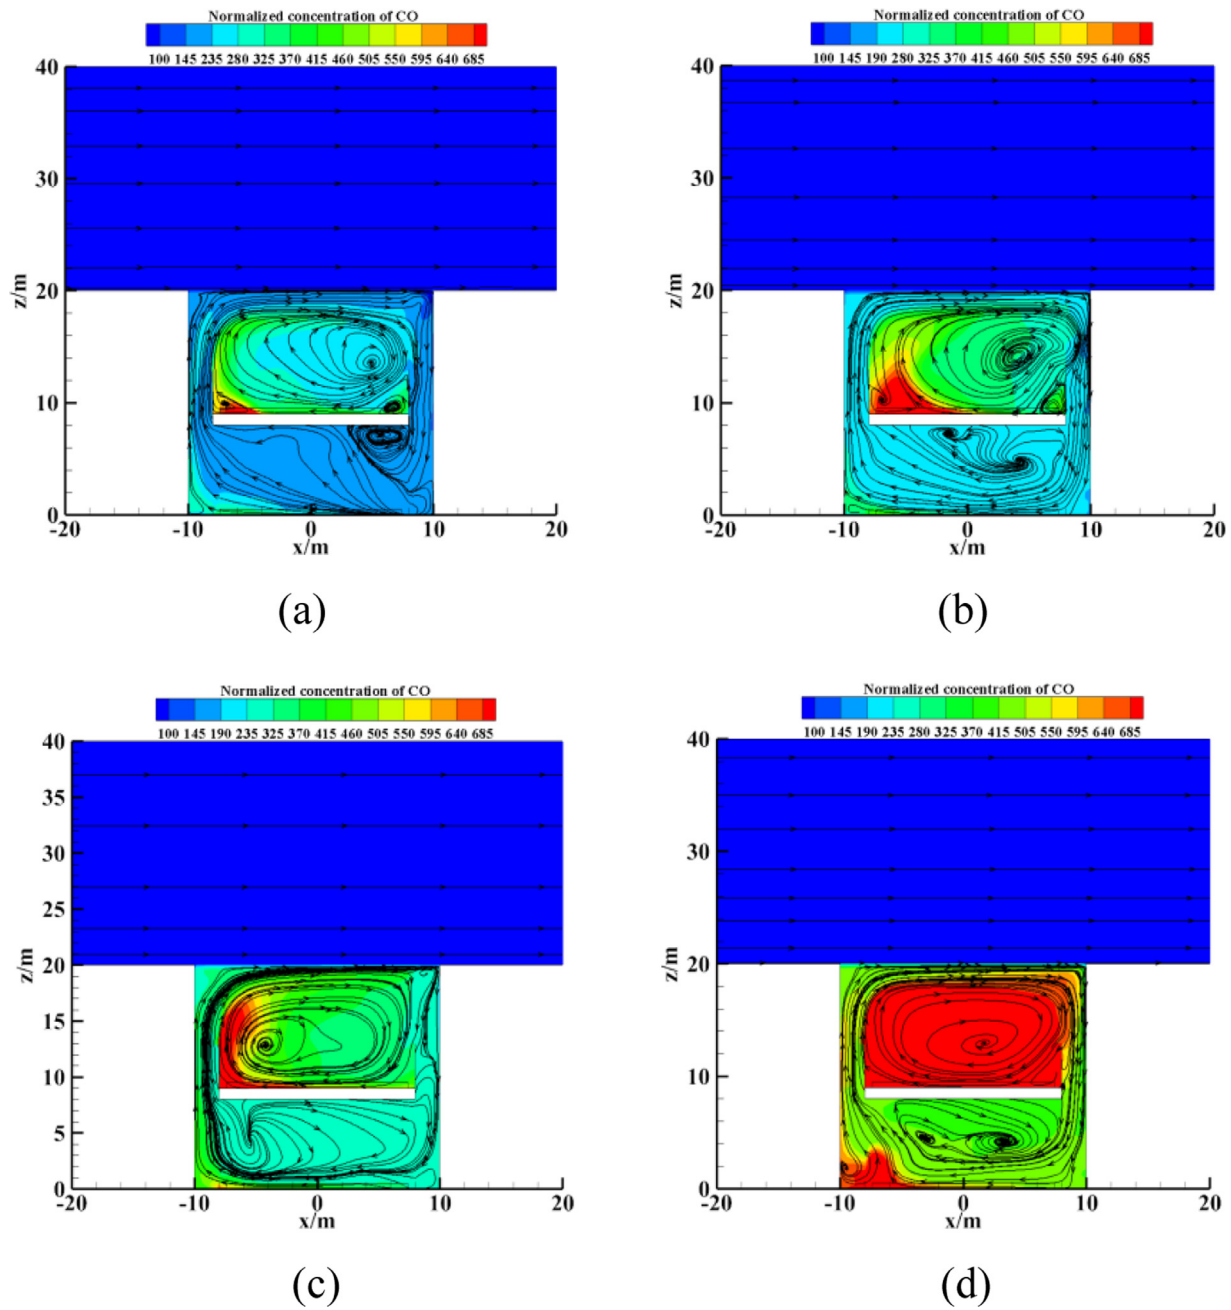 Normalized concentration of CO
100 145 235 280 325 370 415 460 505 550 595 640 685
40
30
20
10
0
z/m
-20 -10 0 10 20
x/m
(a)
Normalized concentration of CO
100 145 190 280 325 370 415 460 505 550 595 640 685
40
30
20
10
0
z/m
-20 -10 0 10 20
x/m
(b)
Normalized concentration of CO
100 145 190 235 325 370 415 460 505 550 595 640 685
40
35
30
25
20
15
10
5
0
z/m
-20 -10 0 10 20
x/m
(c)
Normalized concentration of CO
100 145 190 235 280 325 370 415 505 550 595 640 685
40
30
20
10
0
z/m
-20 -10 0 10 20
x/m
(d)